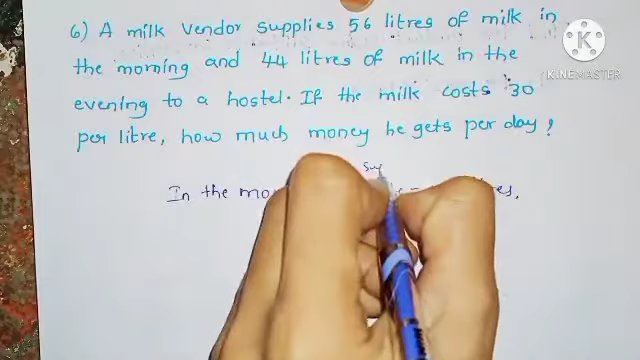 6) A milk vendor supplies 56 litres of milk in
the morning and 44 litres of milk in the
evening to a hostel. If the milk costs 30
per litre, how much money he gets per day?
KINEMASTER
In the